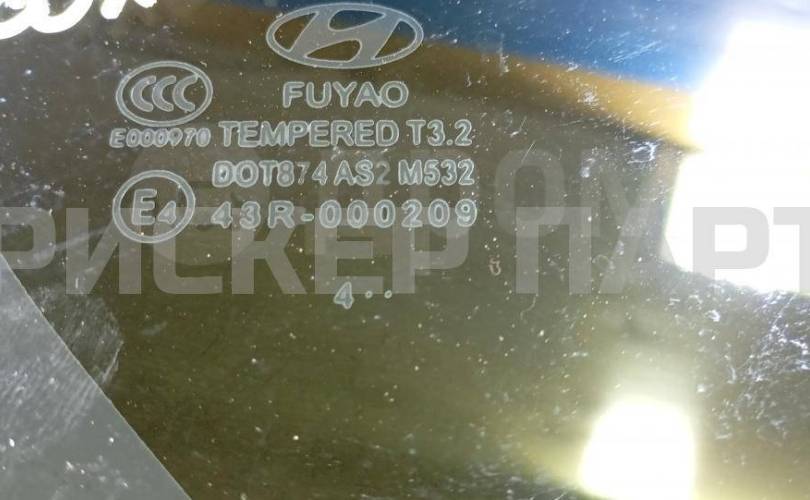 FUYAO
CCC
E000970 TEMPERED T3.2
DOT874 AS2 M532
E4 43R-000209
РИСКЕР ПАРТ
4··